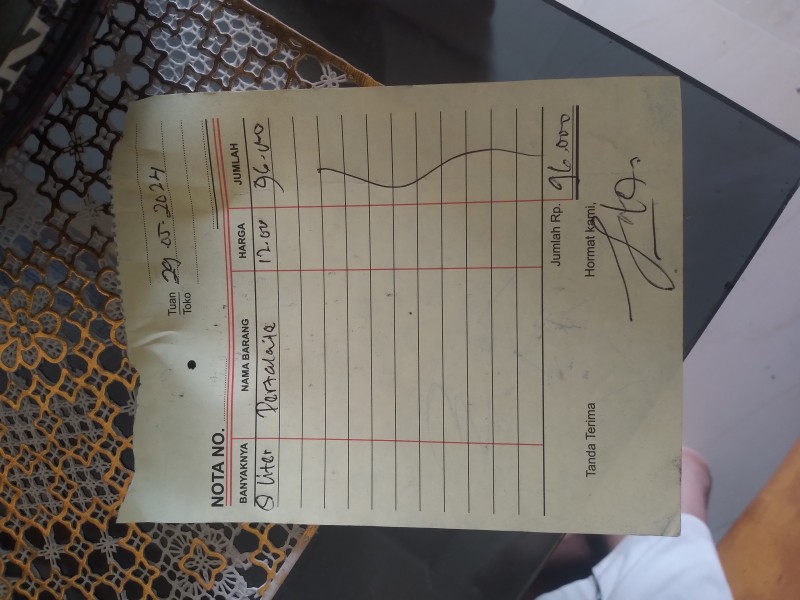 29.05.2024
Tuan
Toko
NOTA NO.
BANYAKNYA NAMA BARANG HARGA JUMLAH
8 Liter Pertalite 12.00 96.00
Jumlah Rp. 96.000
Tanda Terima Hormat kami,